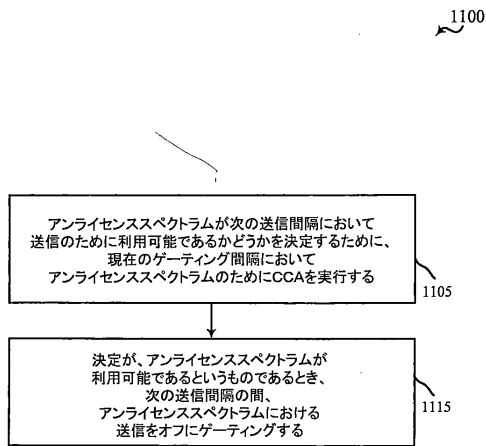 1100
アンライセンススペクトラムが次の送信間隔において
送信のために利用可能であるかどうかを決定するために、
現在のゲーティング間隔において
アンライセンススペクトラムのためにCCAを実行する
1105
決定が、アンライセンススペクトラムが
利用可能であるというものであるとき、
次の送信間隔の間、
アンライセンススペクトラムにおける
送信をオフにゲーティングする
1115